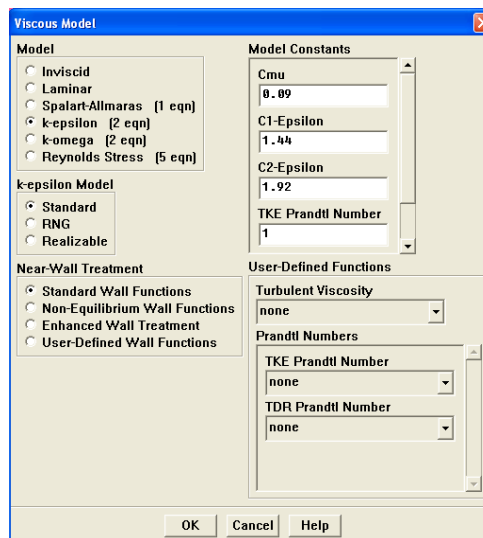 Viscous Model
Model
Inviscid
Laminar
Spalart-Allmaras (1 eqn)
k-epsilon (2 eqn)
k-omega (2 eqn)
Reynolds Stress (5 eqn)
k-epsilon Model
Standard
RNG
Realizable
Near-Wall Treatment
Standard Wall Functions
Non-Equilibrium Wall Functions
Enhanced Wall Treatment
User-Defined Wall Functions
Model Constants
Cmu
0.09
C1-Epsilon
1.44
C2-Epsilon
1.92
TKE Prandtl Number
1
User-Defined Functions
Turbulent Viscosity
none
Prandtl Numbers
TKE Prandtl Number
none
TDR Prandtl Number
none
OK
Cancel
Help